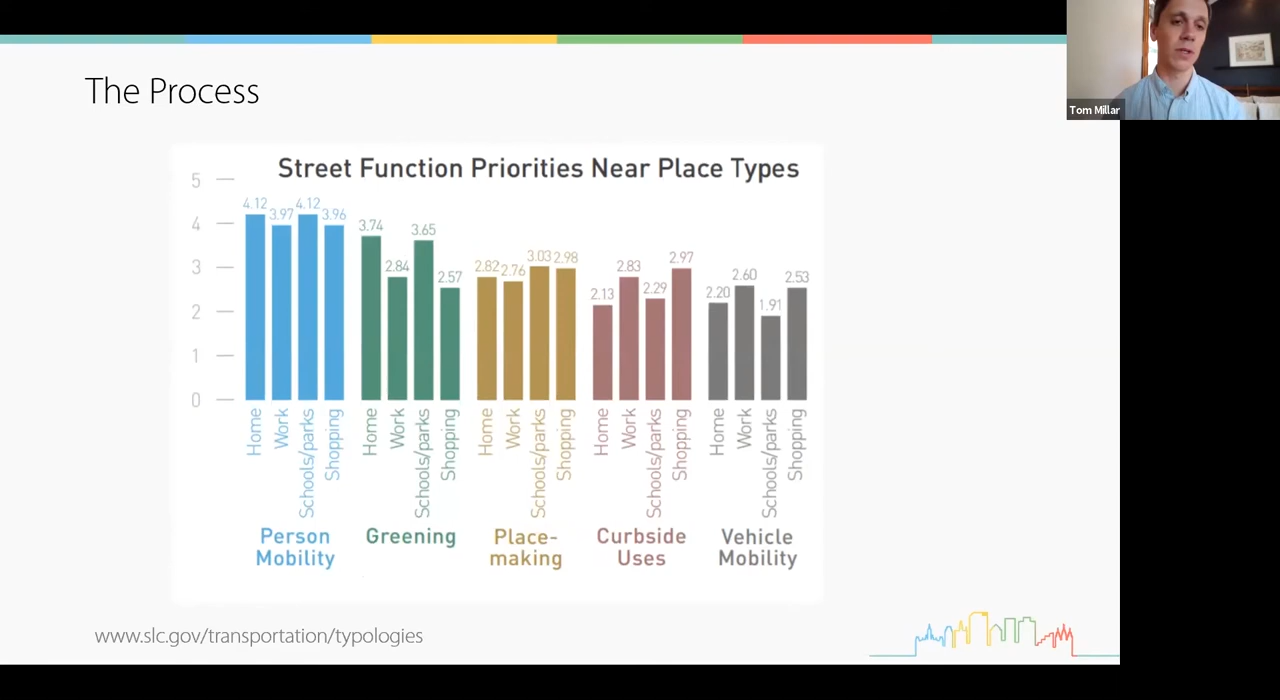 The Process
Tom Millar
Street Function Priorities Near Place Types
5
4
3
2
1
0
4.12 3.97 4.12 3.96
3.74 2.84 3.65 2.57
2.82 2.76 3.03 2.98
2.13 2.83 2.29 2.97
2.20 2.60 1.91 2.53
Home Work Schools/parks Shopping
Home Work Schools/parks Shopping
Home Work Schools/parks Shopping
Home Work Schools/parks Shopping
Home Work Schools/parks Shopping
Person
Mobility
Greening
Place-
making
Curbside
Uses
Vehicle
Mobility
www.slc.gov/transportation/typologies